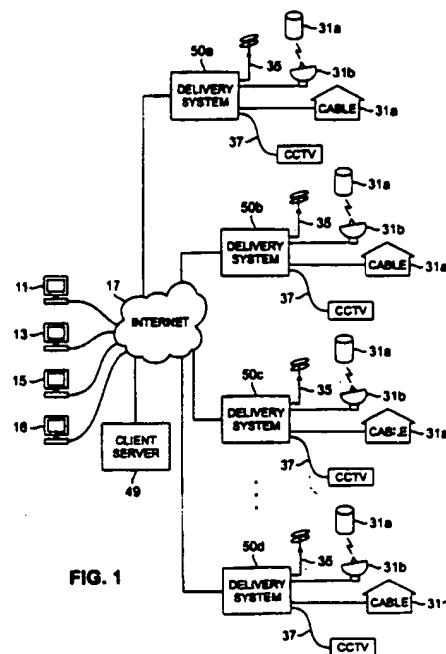 31a
50a
35
31b
DELIVERY SYSTEM
CABLE
31a
37
CCTV
31a
50b
35
31b
DELIVERY SYSTEM
CABLE
31a
37
CCTV
11
17
INTERNET
13
15
16
CLIENT SERVER
49
31a
50c
35
31b
DELIVERY SYSTEM
CABLE
31a
37
CCTV
31a
50d
35
31b
DELIVERY SYSTEM
CABLE
37
CCTV
FIG. 1